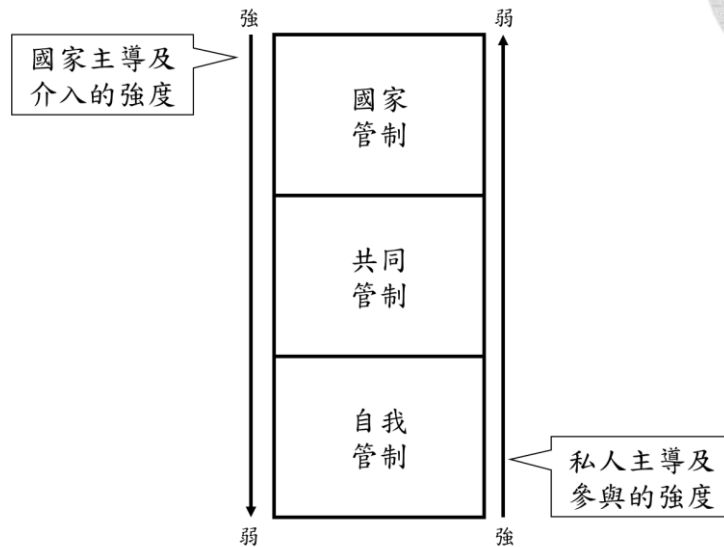 強
弱
國家主導及
介入的強度
國家
管制
共同
管制
自我
管制
私人主導及
參與的強度
弱
強